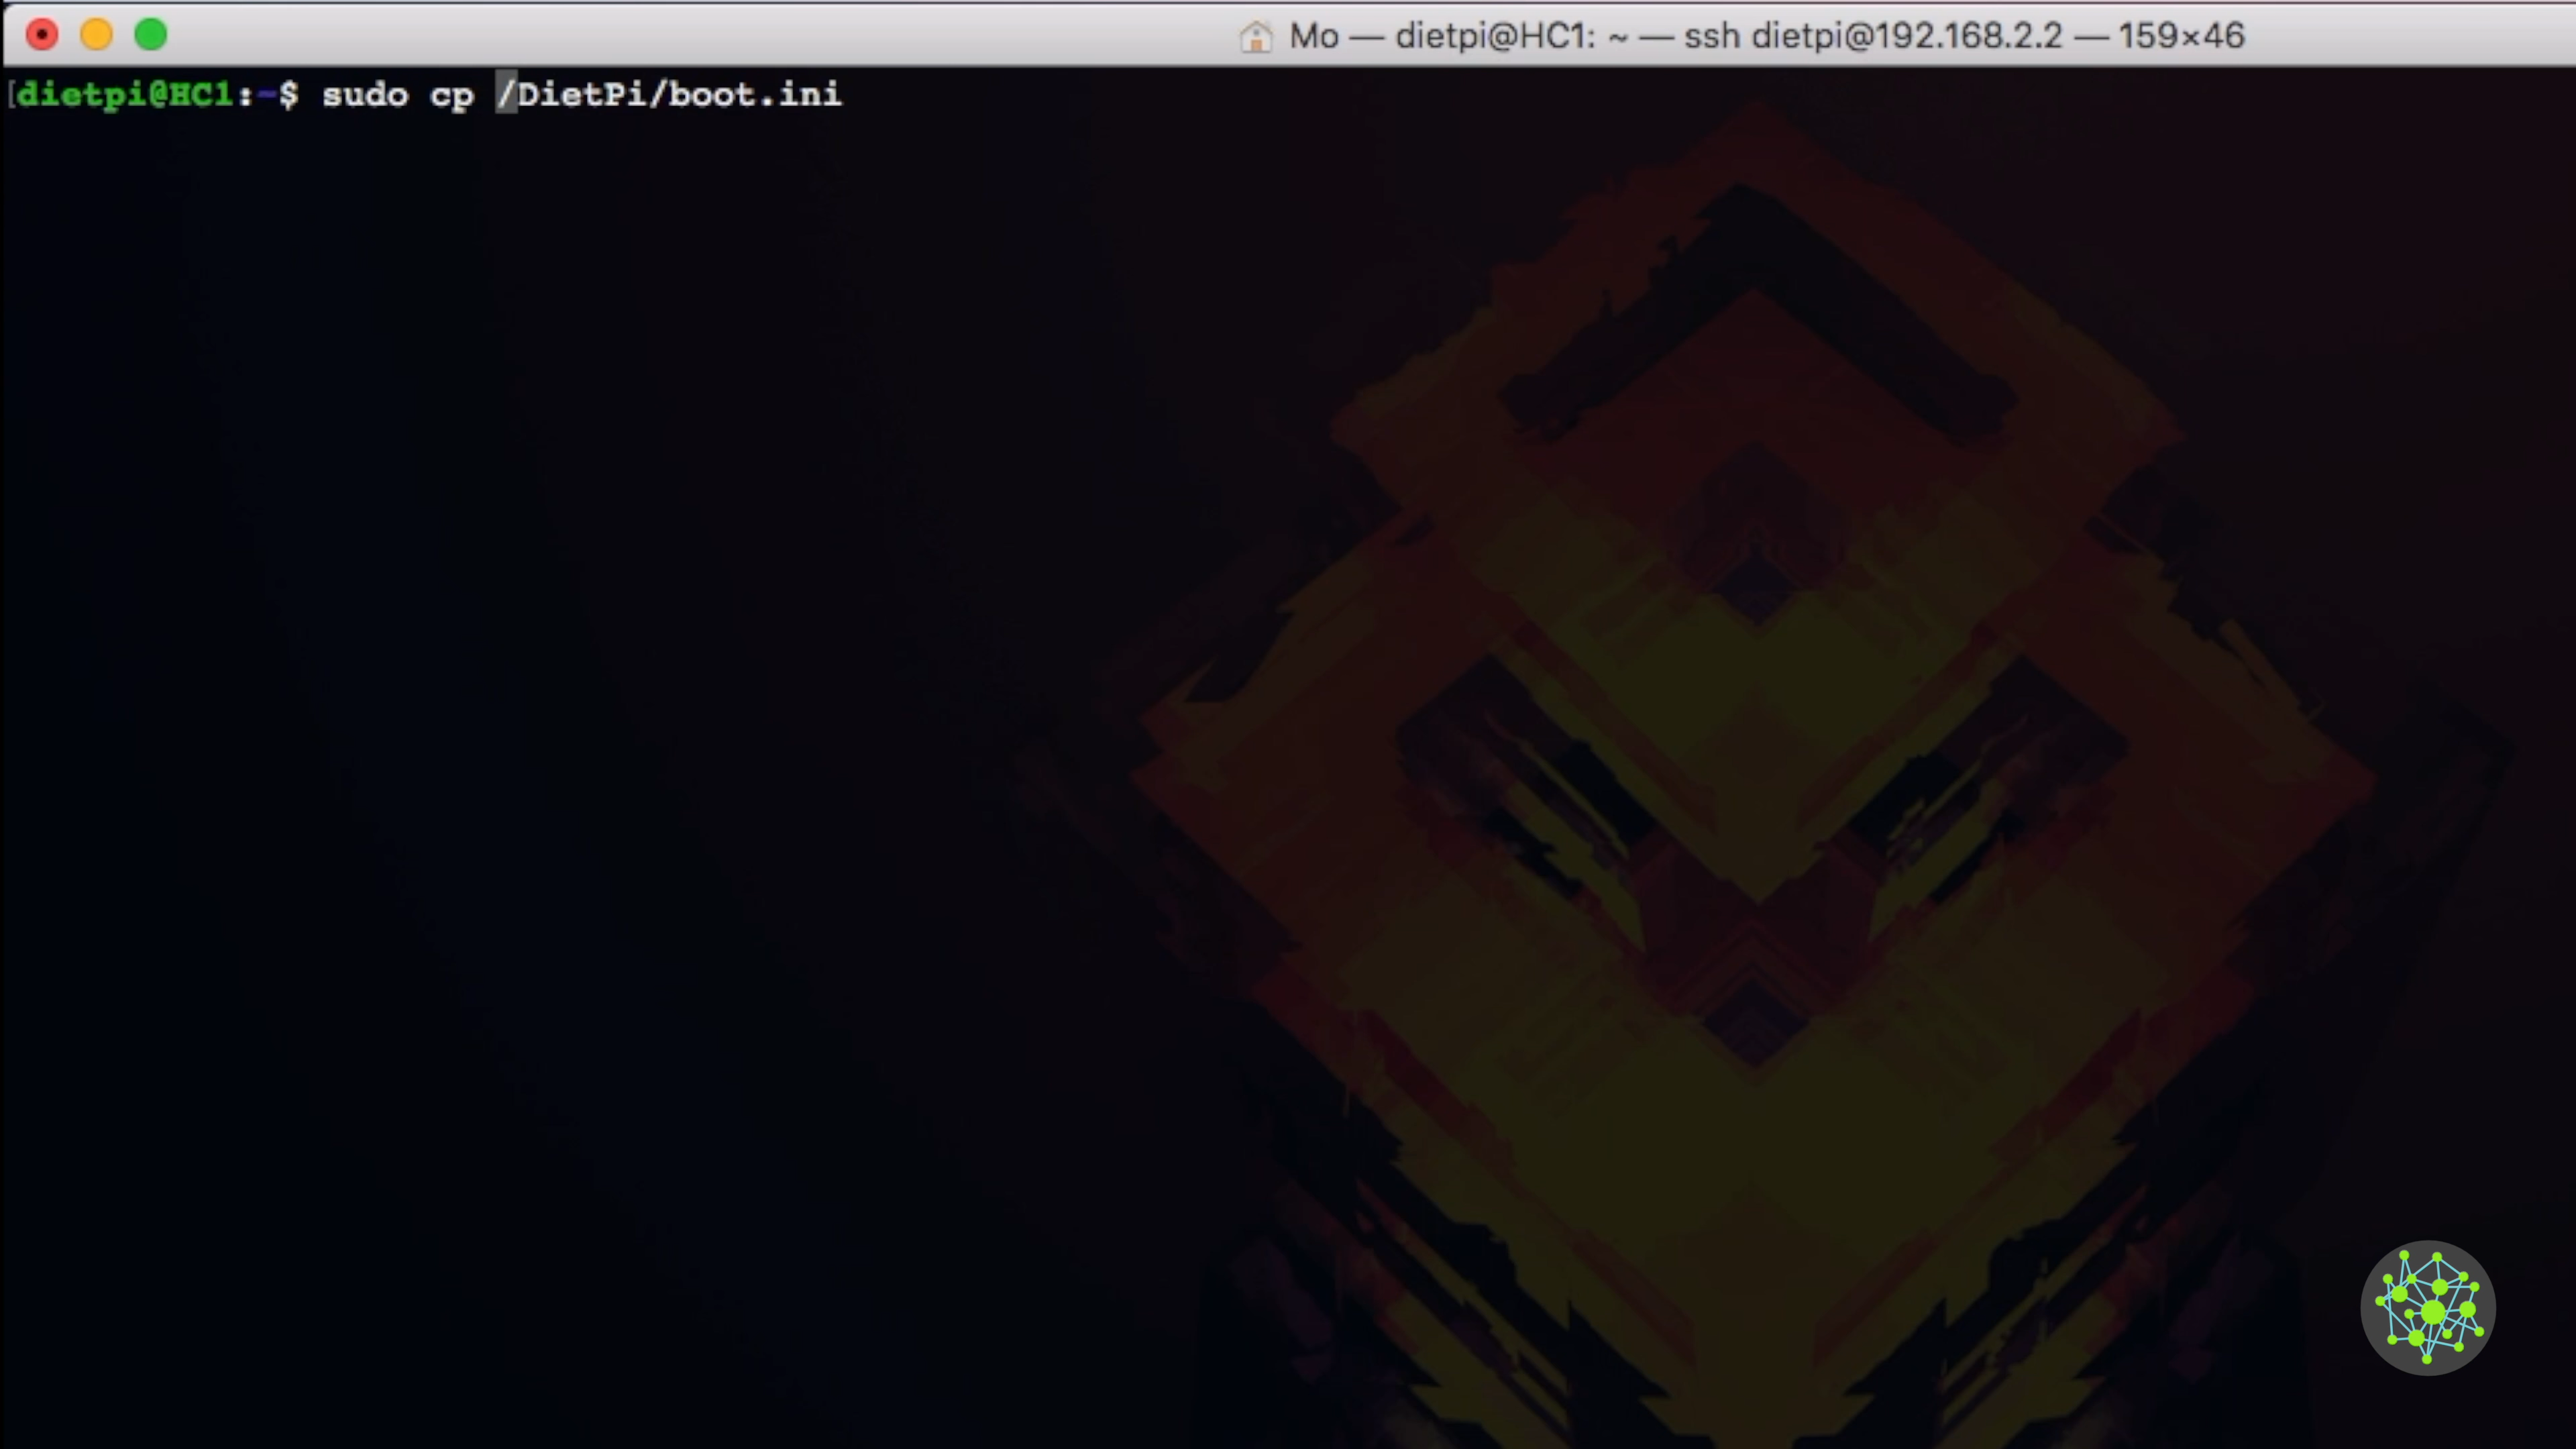 Mo — dietpi@HC1: ~ — ssh dietpi@192.168.2.2 — 159×46
[dietpi@HC1:~$ sudo cp /DietPi/boot.ini